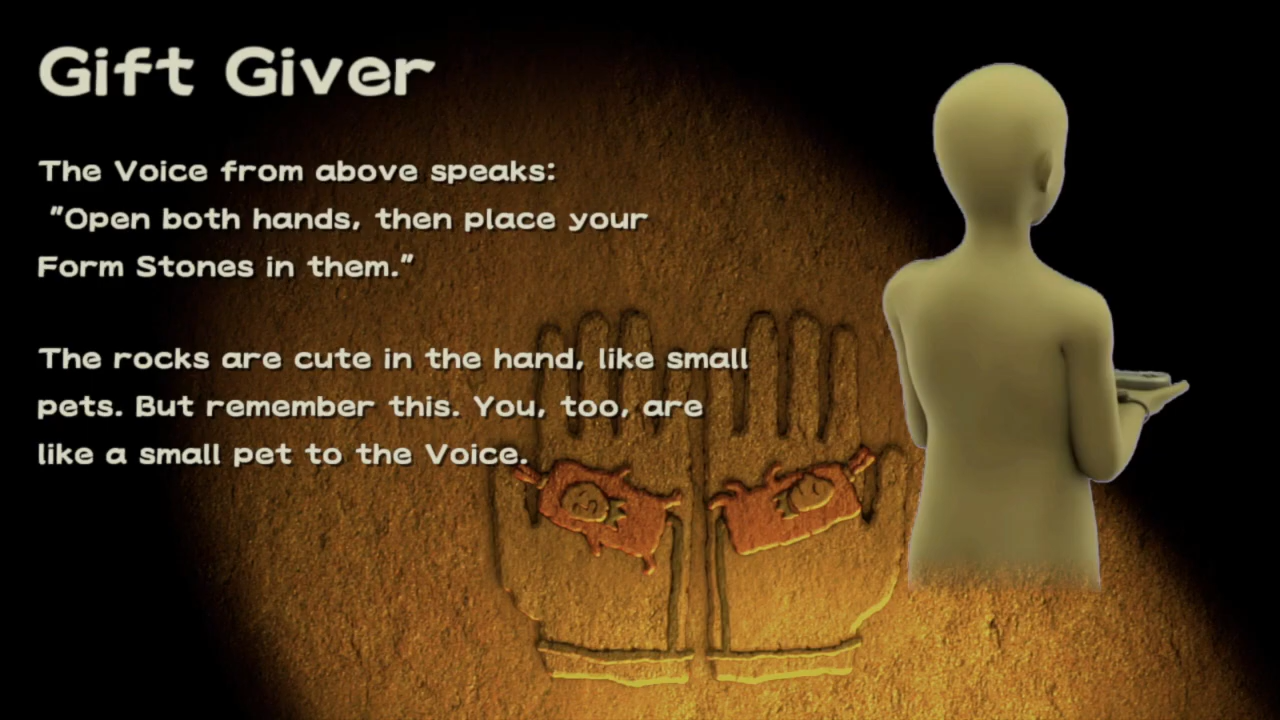 Gift Giver
The Voice from above speaks:
"Open both hands, then place your
Form Stones in them."
The rocks are cute in the hand, like small
pets. But remember this. You, too, are
like a small pet to the Voice.